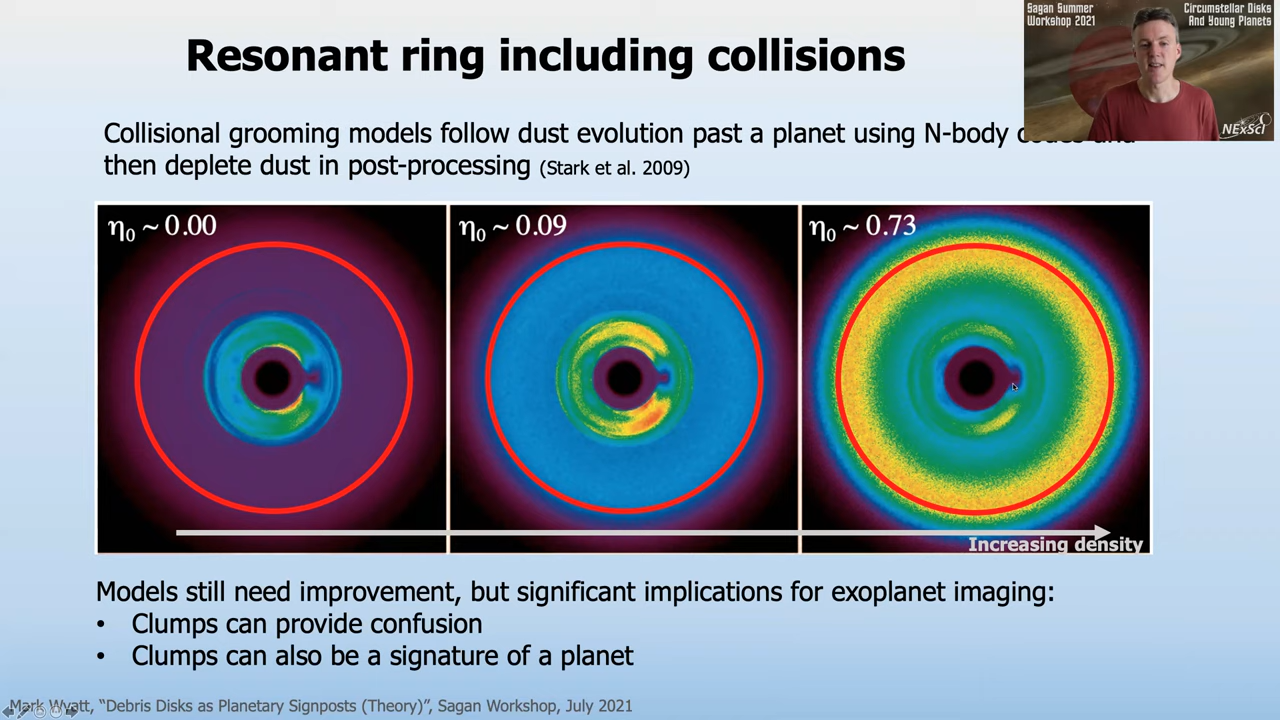 Resonant ring including collisions
Sagan Summer
Workshop 2021
Circumstellar Disks
And Young Planets
NExScI
Collisional grooming models follow dust evolution past a planet using N-body
then deplete dust in post-processing (Stark et al. 2009)
η₀ ~ 0.00
η₀ ~ 0.09
η₀ ~ 0.73
Increasing density
Models still need improvement, but significant implications for exoplanet imaging:
• Clumps can provide confusion
• Clumps can also be a signature of a planet
Mark Wyatt, “Debris Disks as Planetary Signposts (Theory)”, Sagan Workshop, July 2021